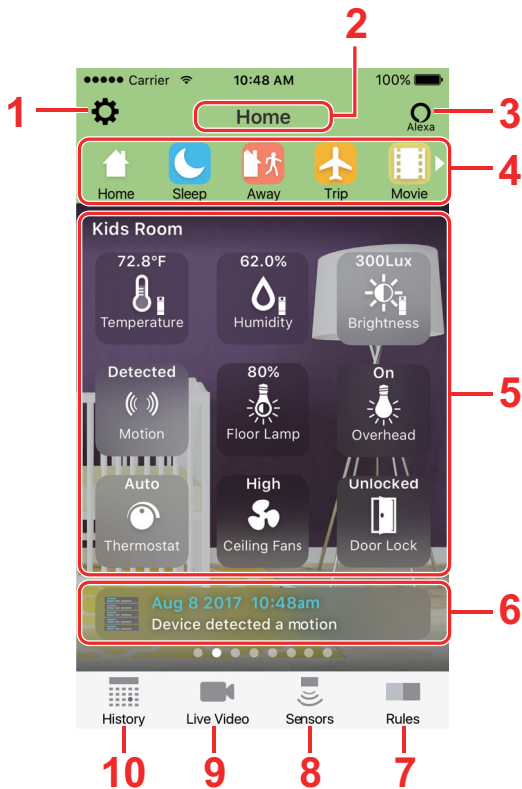 2
Carrier 10:48 AM 100%
1 Home 3
Alexa
Home Sleep Away Trip Movie 4
Kids Room
72.8°F 62.0% 300Lux
Temperature Humidity Brightness
Detected 80% On 5
Motion Floor Lamp Overhead
Auto High Unlocked
Thermostat Ceiling Fans Door Lock
Aug 8 2017 10:48am 6
Device detected a motion
History Live Video Sensors Rules
10 9 8 7